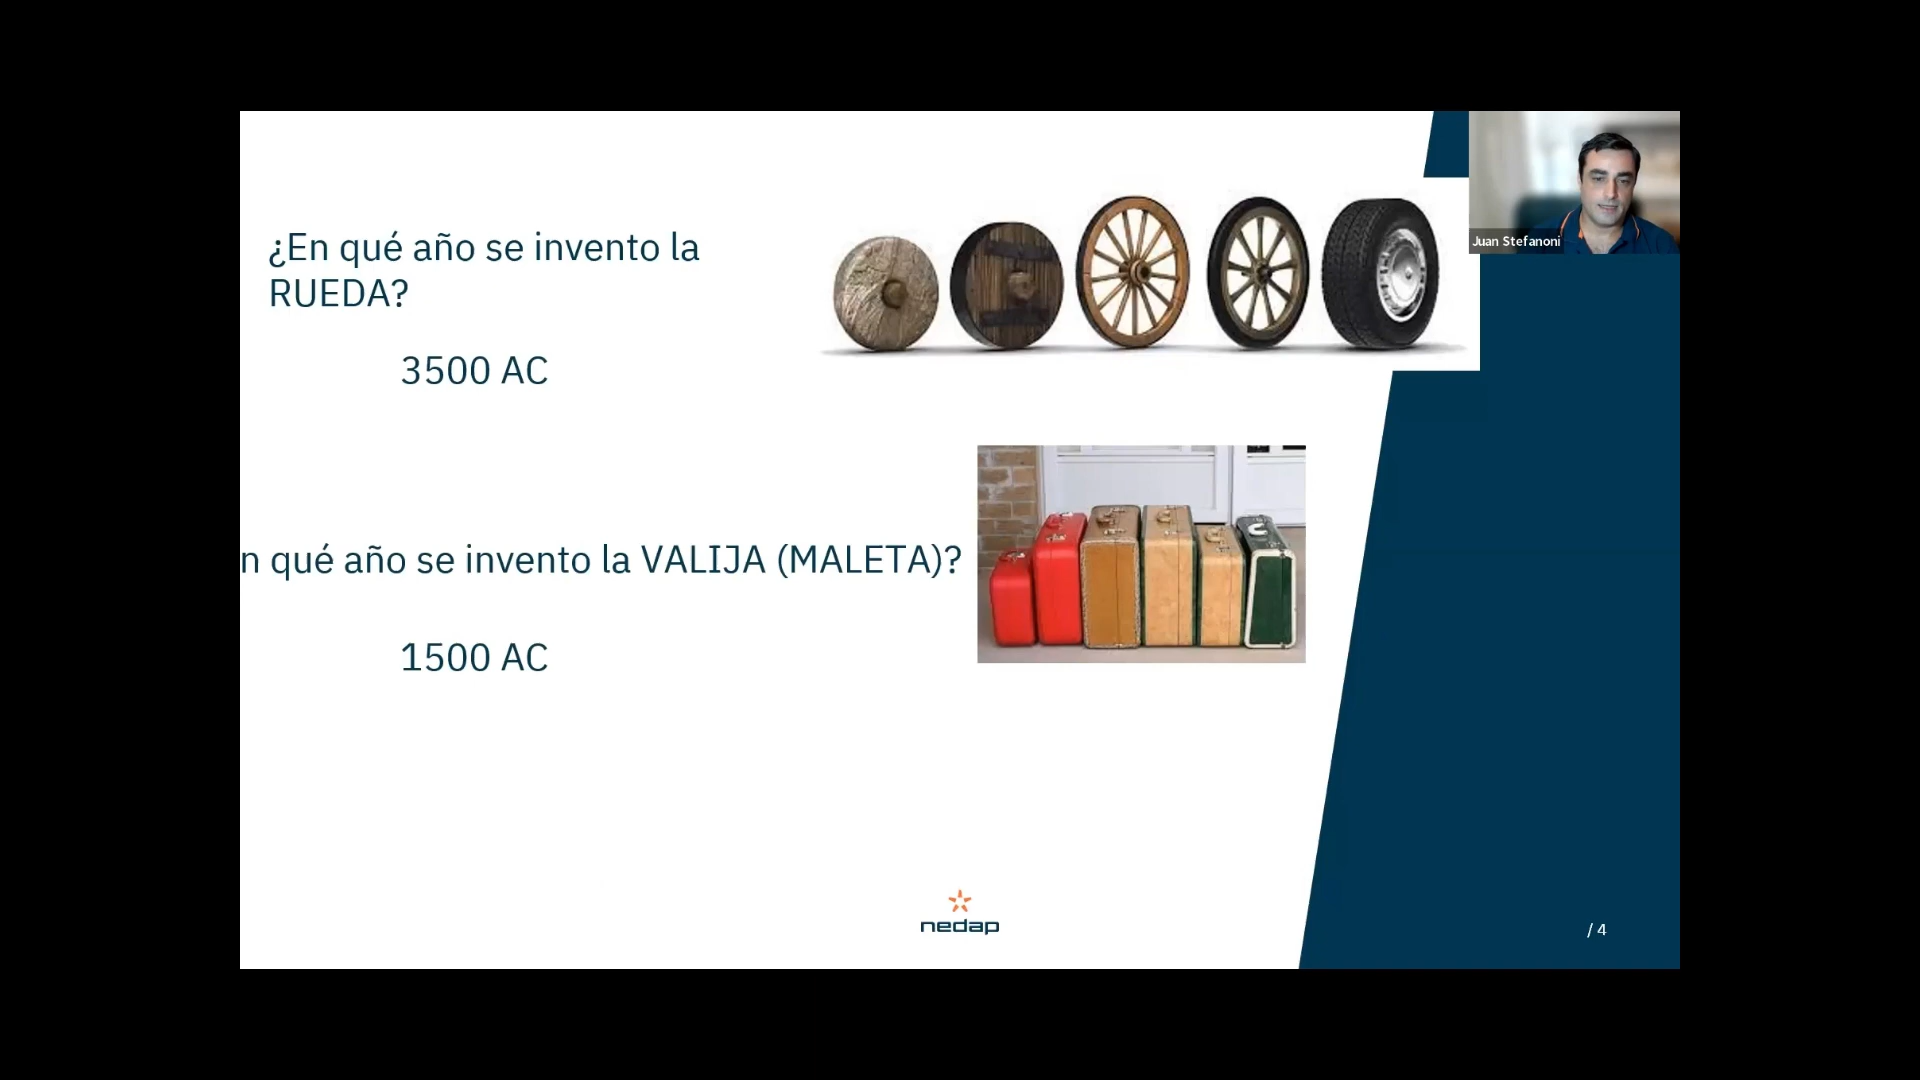 ¿En qué año se invento la
RUEDA?
3500 AC
Juan Stefanoni
n qué año se invento la VALIJA (MALETA)?
1500 AC
nedap
/ 4